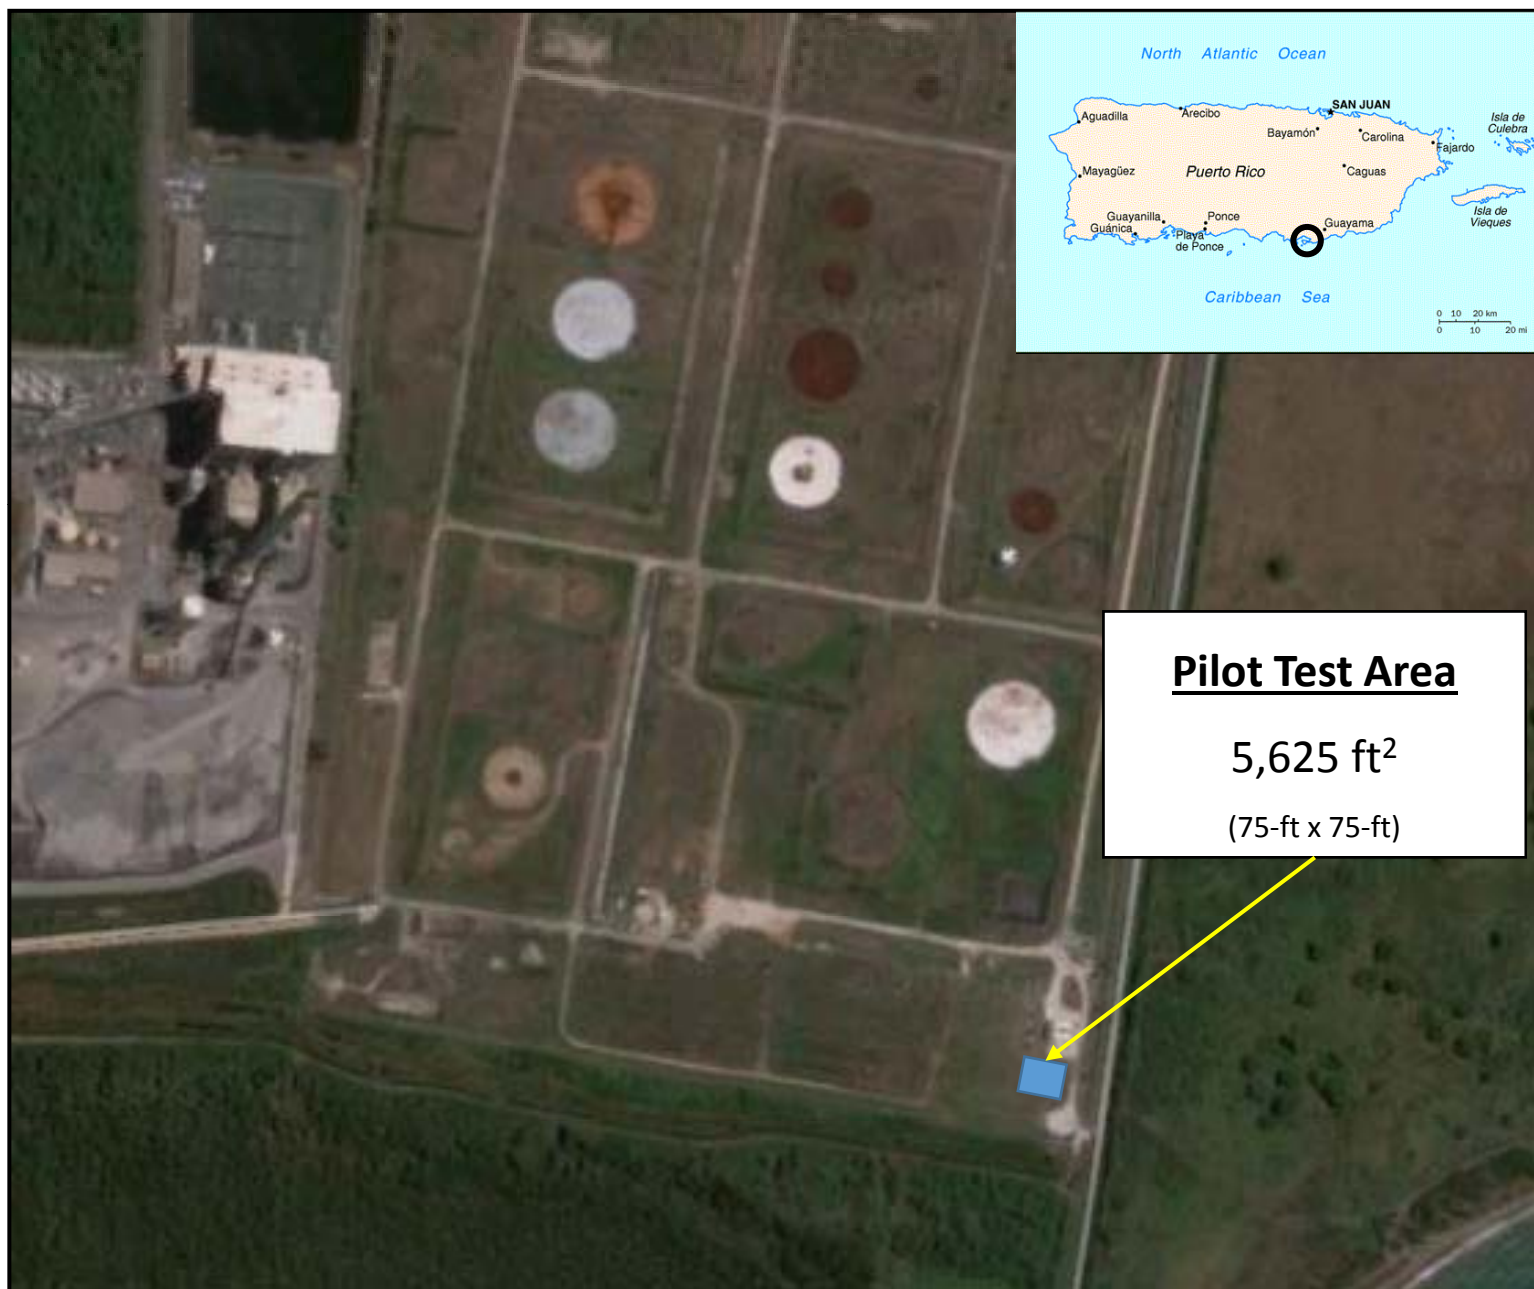 North Atlantic Ocean
SAN JUAN
Aguadilla
Arecibo
Bayamón
Carolina
Isla de
Culebra
Fajardo
Mayagüez
Puerto Rico
Caguas
Isla de
Vieques
Guayanilla
Ponce
Guayama
Guánica
Playa
de Ponce
Caribbean Sea
0 10 20 km
0 10 20 mi
Pilot Test Area
5,625 ft²
(75-ft x 75-ft)